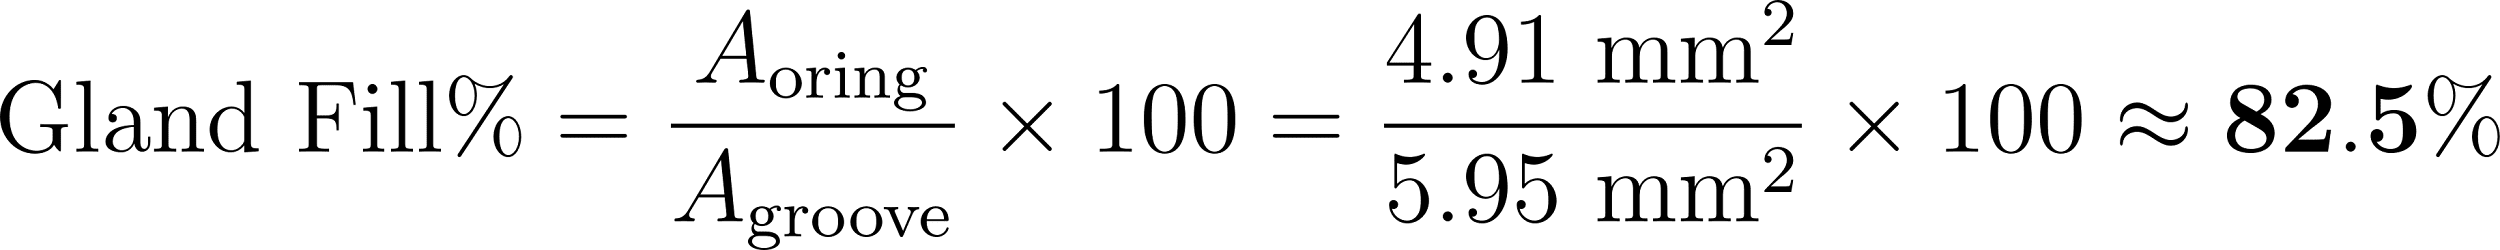 Gland Fill% = A_oring / A_groove × 100 = 4.91 mm² / 5.95 mm² × 100 ≈ 82.5%